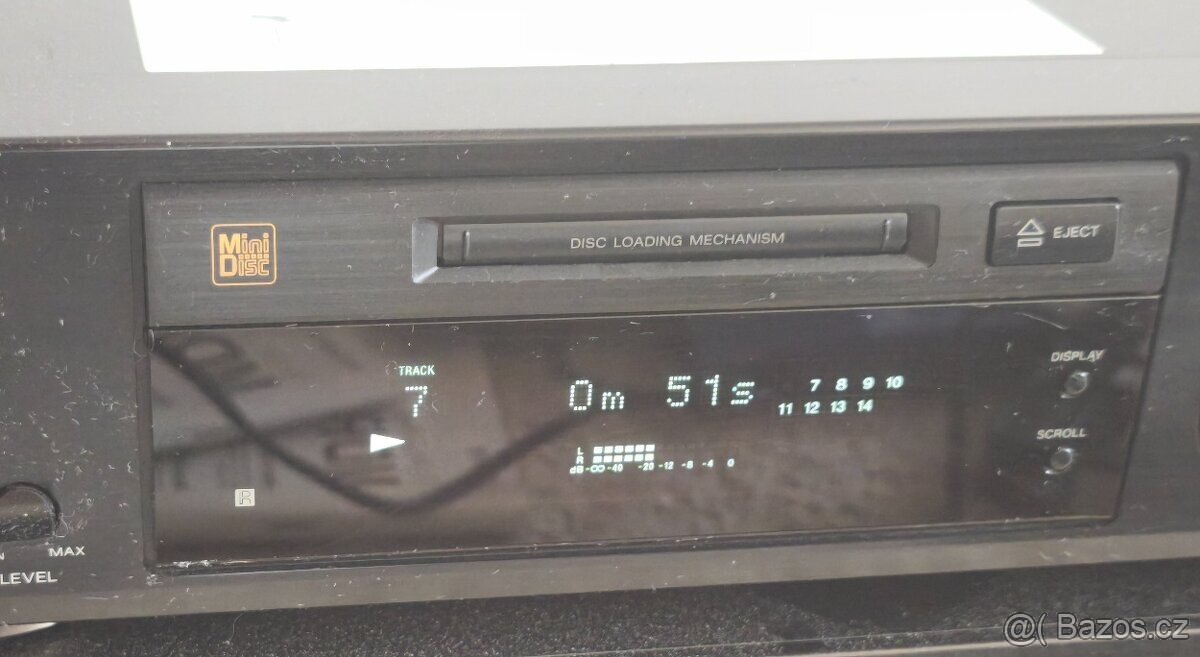 Mini
Disc
DISC LOADING MECHANISM
EJECT
DISPLAY
TRACK
7
0m 51s
7 8 9 10
11 12 13 14
SCROLL
L
R
dB -∞ -40 -20 -12 -8 -4 0
R
MAX
LEVEL
@( Bazos.cz